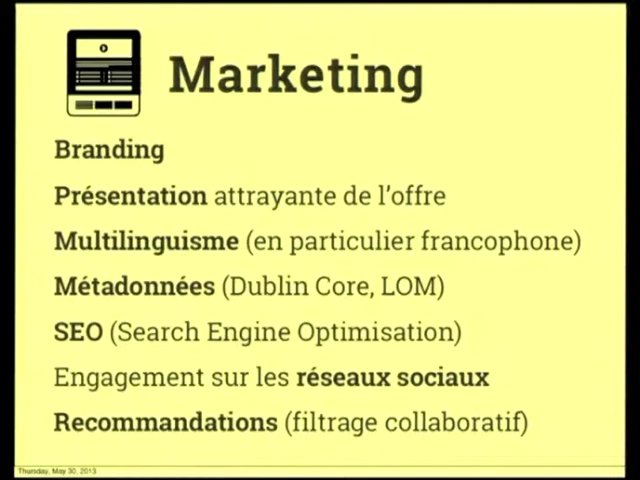 Marketing
Branding
Présentation attrayante de l'offre
Multilinguisme (en particulier francophone)
Métadonnées (Dublin Core, LOM)
SEO (Search Engine Optimisation)
Engagement sur les réseaux sociaux
Recommandations (filtrage collaboratif)
Thursday, May 30, 2013